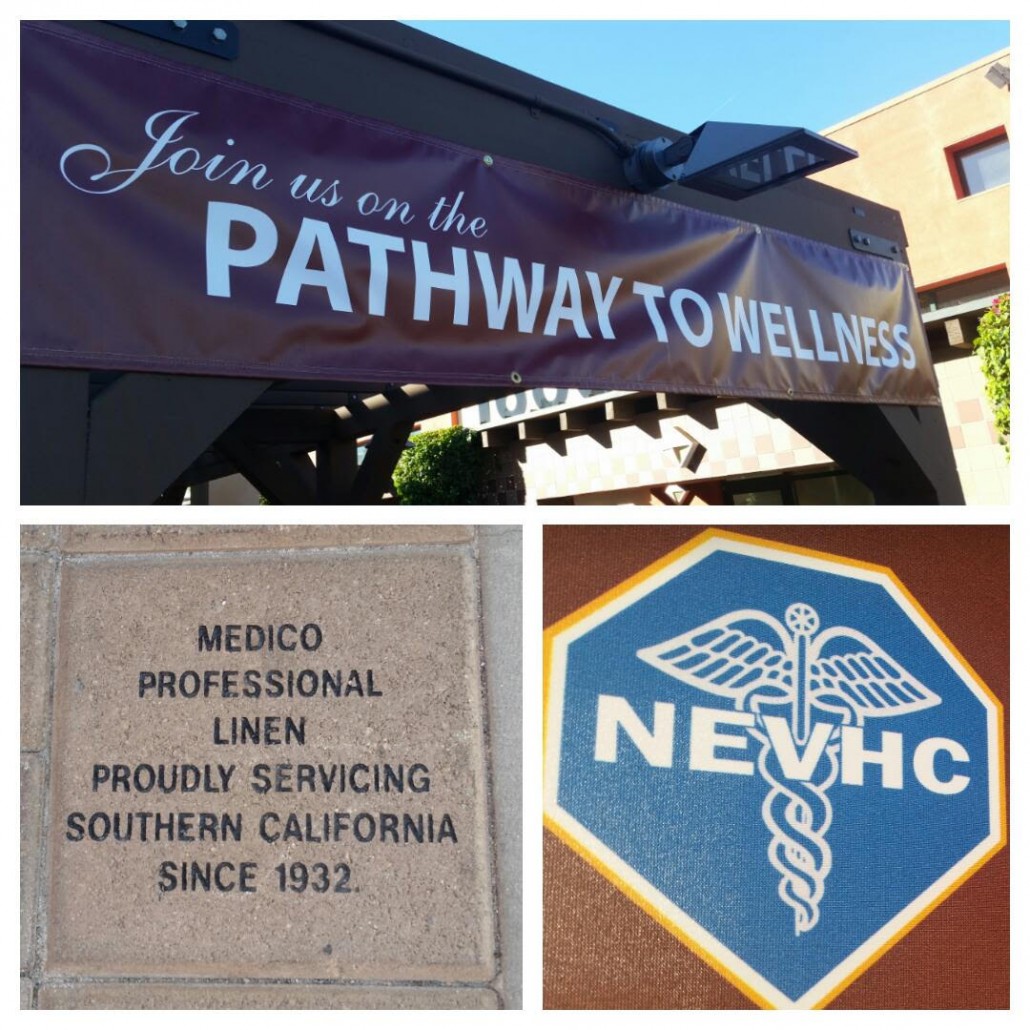 Join us on the
PATHWAY TO WELLNESS
MEDICO
PROFESSIONAL
LINEN
PROUDLY SERVICING
SOUTHERN CALIFORNIA
SINCE 1932.
NEVHC